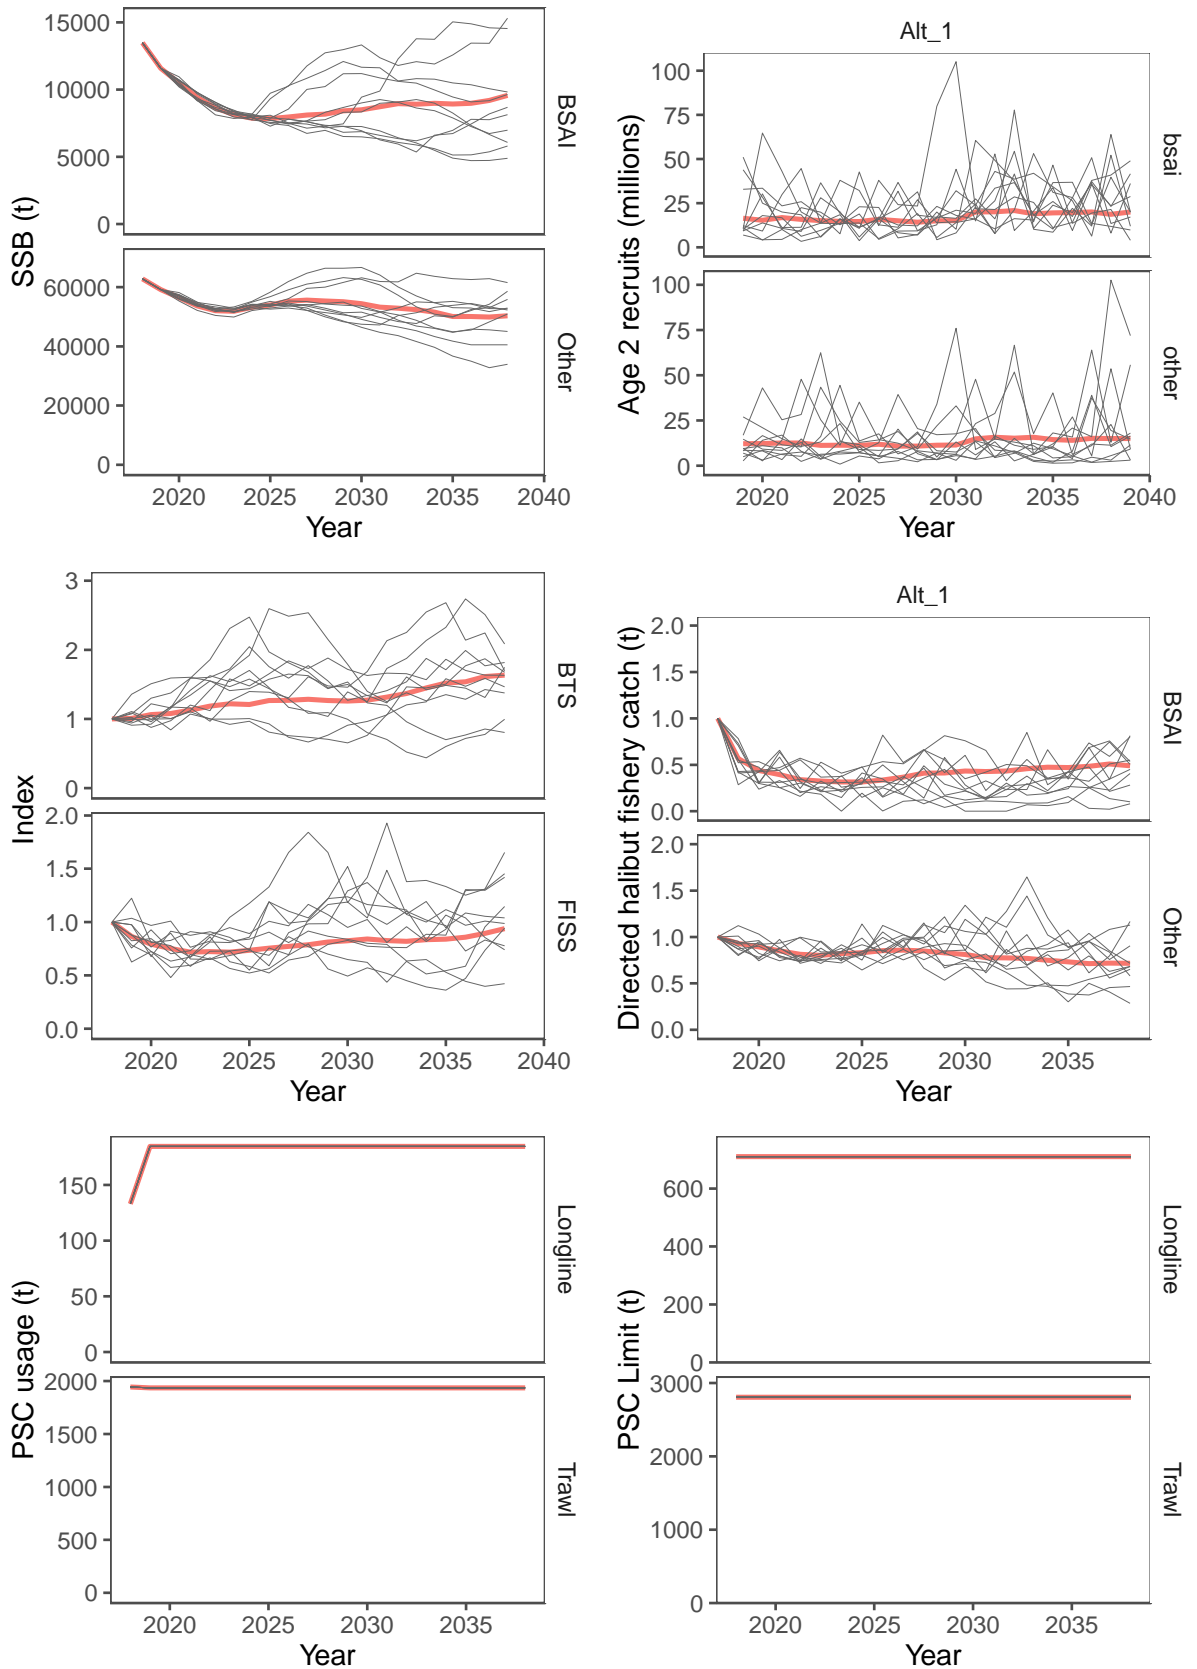 SSB (t)
15000
10000
5000
0
BSAI
60000
40000
20000
0
Other
2020 2025 2030 2035 2040
Year
Alt_1
Age 2 recruits (millions)
100
75
50
25
0
bsai
100
75
50
25
0
other
2020 2025 2030 2035 2040
Year
Index
3
2
1
0
BTS
2.0
1.5
1.0
0.5
0.0
FISS
2020 2025 2030 2035 2040
Year
Alt_1
Directed halibut fishery catch (t)
2.0
1.5
1.0
0.5
0.0
BSAI
2.0
1.5
1.0
0.5
0.0
Other
2020 2025 2030 2035
Year
PSC usage (t)
150
100
50
0
Longline
2000
1500
1000
500
0
Trawl
2020 2025 2030 2035
Year
PSC Limit (t)
600
400
200
0
Longline
3000
2000
1000
0
Trawl
2020 2025 2030 2035
Year